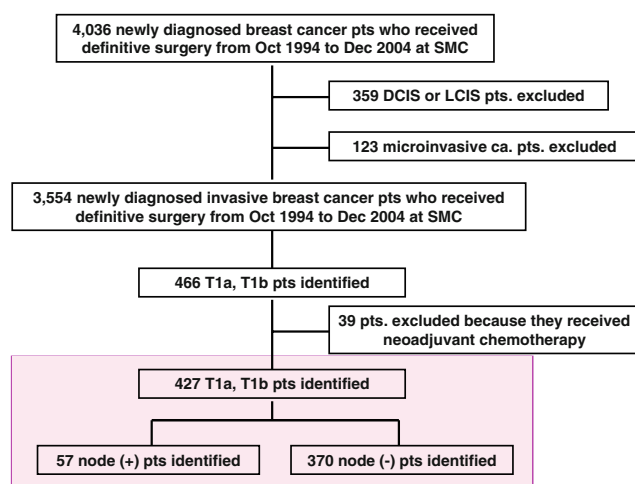 4,036 newly diagnosed breast cancer pts who received
definitive surgery from Oct 1994 to Dec 2004 at SMC
359 DCIS or LCIS pts. excluded
123 microinvasive ca. pts. excluded
3,554 newly diagnosed invasive breast cancer pts who received
definitive surgery from Oct 1994 to Dec 2004 at SMC
466 T1a, T1b pts identified
39 pts. excluded because they received
neoadjuvant chemotherapy
427 T1a, T1b pts identified
57 node (+) pts identified
370 node (-) pts identified